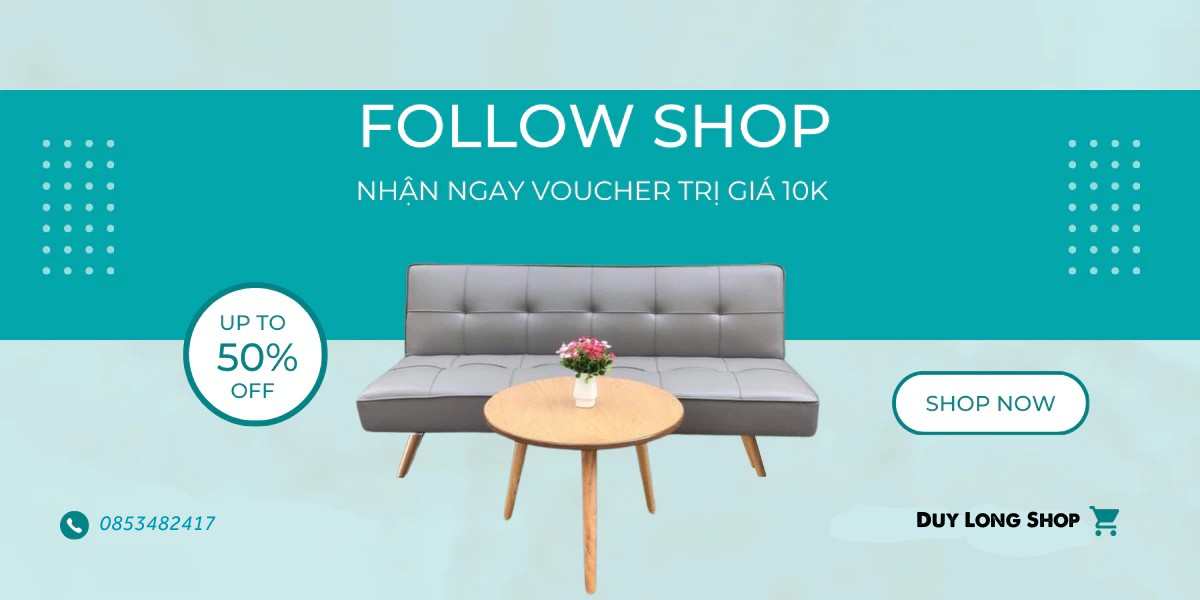 FOLLOW SHOP
NHẬN NGAY VOUCHER TRỊ GIÁ 10K
UP TO
50%
OFF
SHOP NOW
0853482417
DUY LONG SHOP